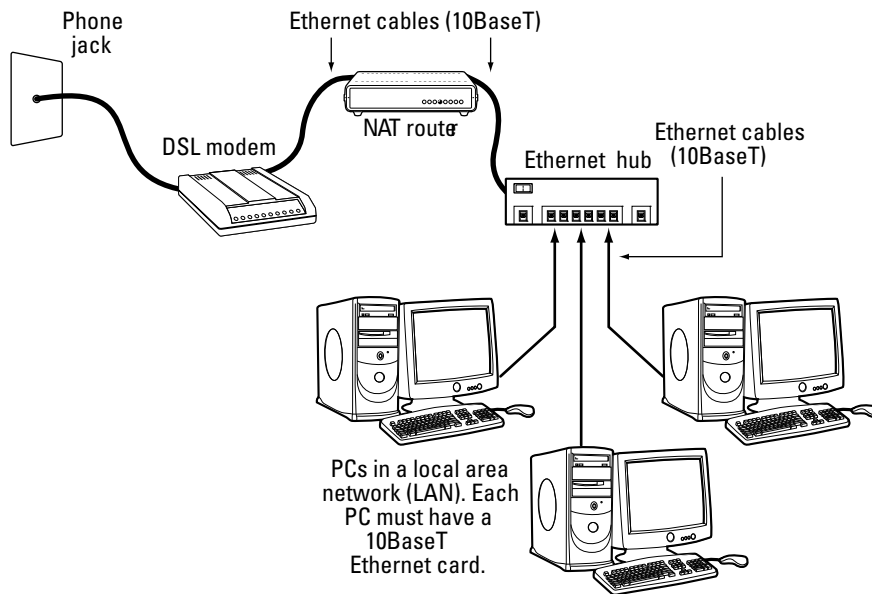 Phone
jack
Ethernet cables (10BaseT)
DSL modem
NAT router
Ethernet hub
Ethernet cables
(10BaseT)
PCs in a local area
network (LAN). Each
PC must have a
10BaseT
Ethernet card.